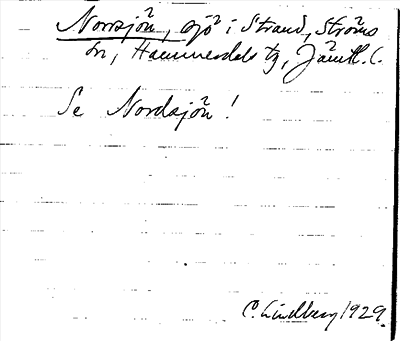 Norrsjön, sjö i Strand, Ströms
sn, Hammerdals tg, Jämtl. l.
Se Nordsjön!
C. Lindberg 1929.